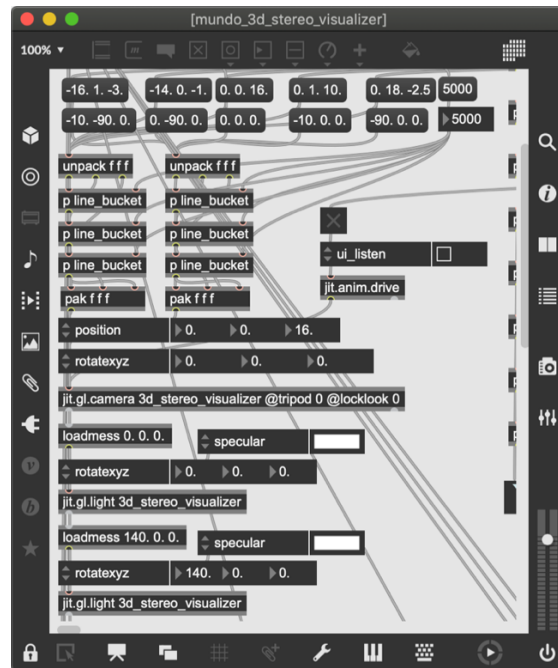 [mundo_3d_stereo_visualizer]
100%
-16. 1. -3. -14. 0. -1. 0. 0. 16. 0. 1. 10. 0. 18. -2.5 5000
-10. -90. 0. 0. -90. 0. 0. 0. 0. -10. 0. 0. -90. 0. 0. 5000
unpack f f f unpack f f f
p line_bucket p line_bucket
p line_bucket p line_bucket
ui_listen
p line_bucket p line_bucket
jit.anim.drive
pak f f f pak f f f
position 0. 0. 16.
rotatexyz 0. 0. 0.
jit.gl.camera 3d_stereo_visualizer @tripod 0 @locklook 0
loadmess 0. 0. 0. specular
rotatexyz 0. 0. 0.
jit.gl.light 3d_stereo_visualizer
loadmess 140. 0. 0. specular
rotatexyz 140. 0. 0.
jit.gl.light 3d_stereo_visualizer